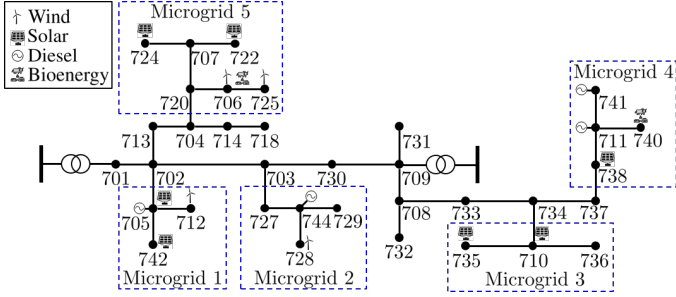 Wind
Solar
Diesel
Bioenergy
Microgrid 5
724 707 722
720 706 725
713 704 714 718
731
Microgrid 4
741
711 740
738
701 702 703 730 709
705 712
742
Microgrid 1
727 744 729
728
Microgrid 2
708 733 734 737
732
735 710 736
Microgrid 3